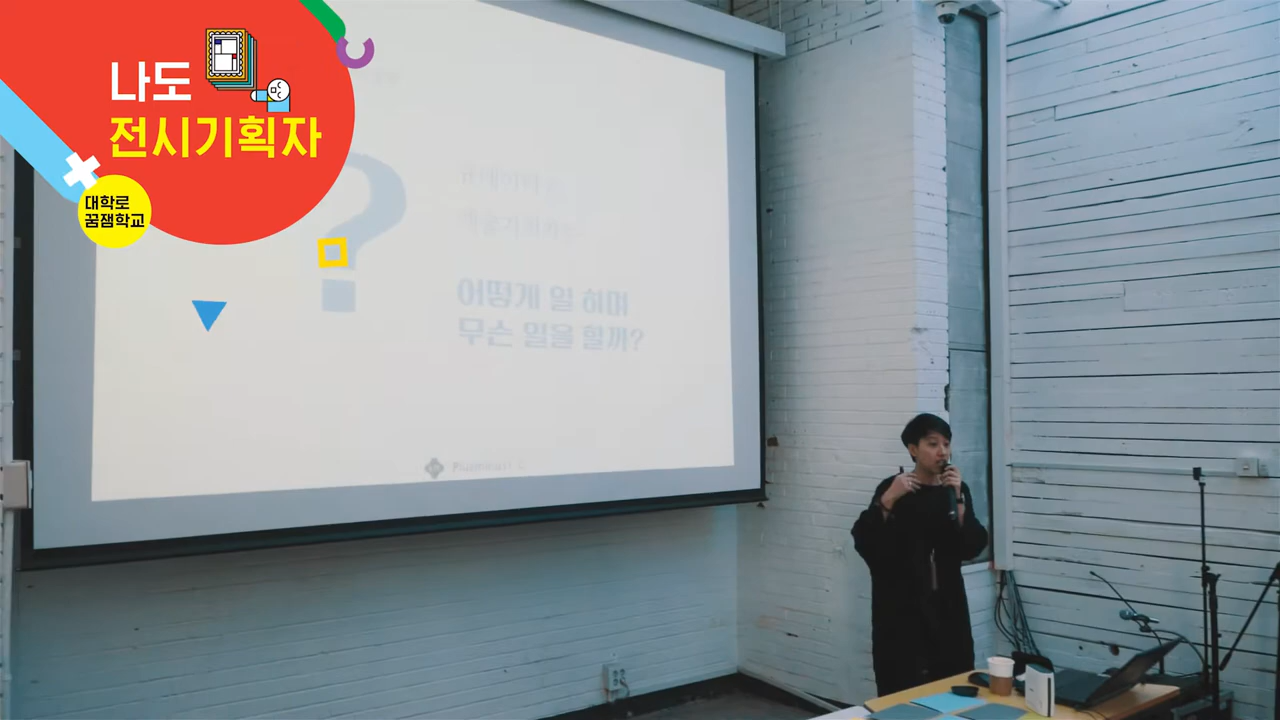 나도
전시기획자
대학로
꿈잼학교
어떻게 일 하며
무슨 일을 할까?